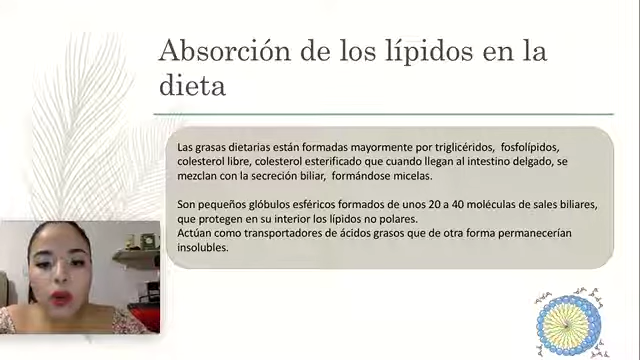 Absorción de los lípidos en la
dieta
Las grasas dietarias están formadas mayormente por triglicéridos, fosfolípidos,
colesterol libre, colesterol esterificado que cuando llegan al intestino delgado, se
mezclan con la secreción biliar, formándose micelas.
Son pequeños glóbulos esféricos formados de unos 20 a 40 moléculas de sales biliares,
que protegen en su interior los lípidos no polares.
Actúan como transportadores de ácidos grasos que de otra forma permanecerían
insolubles.